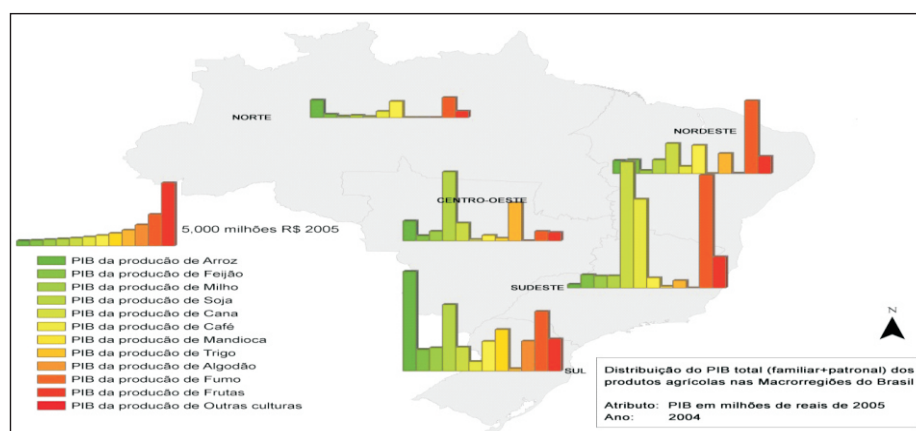 NORTE
NORDESTE
CENTRO-OESTE
5,000 milhões R$ 2005
PIB da producão de Arroz
PIB da producão de Feijão
PIB da producão de Milho
PIB da producão de Soja
PIB da producão de Cana
PIB da producão de Café
PIB da producão de Mandioca
PIB da producão de Trigo
PIB da producão de Algodão
PIB da producão de Fumo
PIB da producão de Frutas
PIB da producão de Outras culturas
SUDESTE
SUL
N
Distribuição do PIB total (familiar+patronal) dos
produtos agrícolas nas Macrorregiões do Brasil
Atributo: PIB em milhões de reais de 2005
Ano: 2004